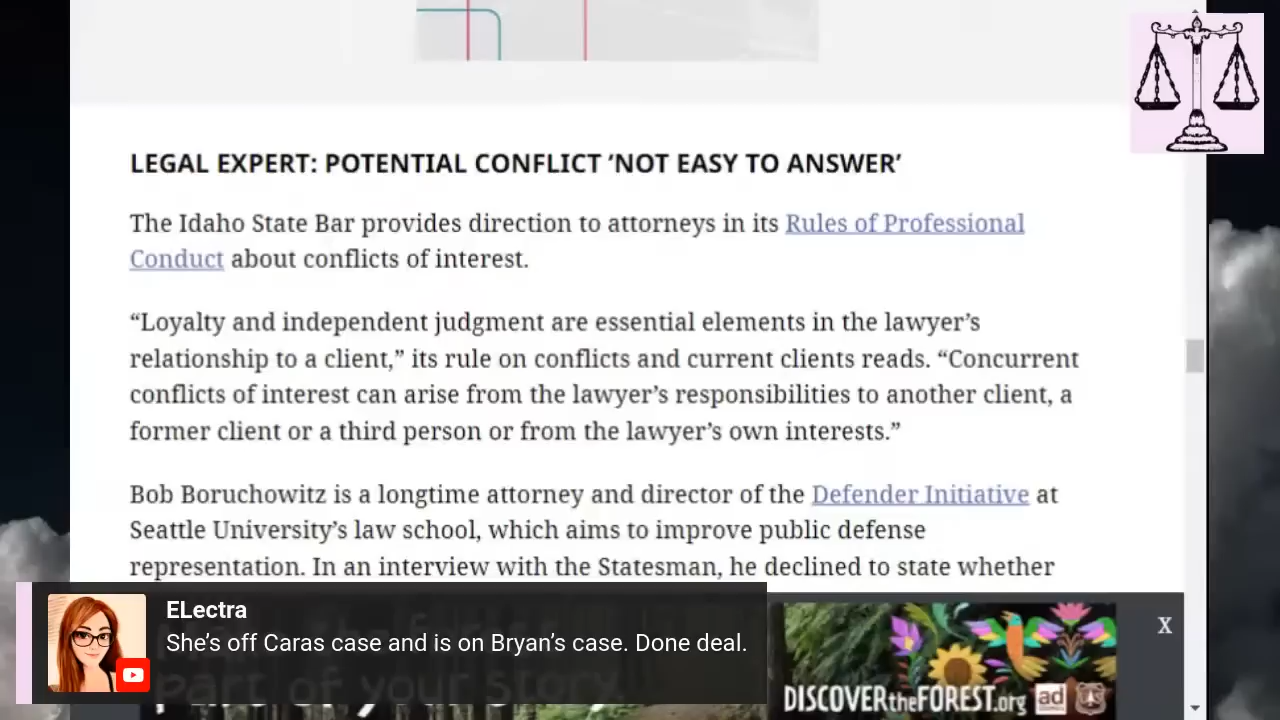 LEGAL EXPERT: POTENTIAL CONFLICT ‘NOT EASY TO ANSWER’
The Idaho State Bar provides direction to attorneys in its Rules of Professional
Conduct about conflicts of interest.
“Loyalty and independent judgment are essential elements in the lawyer’s
relationship to a client,” its rule on conflicts and current clients reads. “Concurrent
conflicts of interest can arise from the lawyer’s responsibilities to another client, a
former client or a third person or from the lawyer’s own interests.”
Bob Boruchowitz is a longtime attorney and director of the Defender Initiative at
Seattle University’s law school, which aims to improve public defense
representation. In an interview with the Statesman, he declined to state whether
ELectra
She’s off Caras case and is on Bryan’s case. Done deal.
X
part of your story
DISCOVERtheFOREST.org
ad